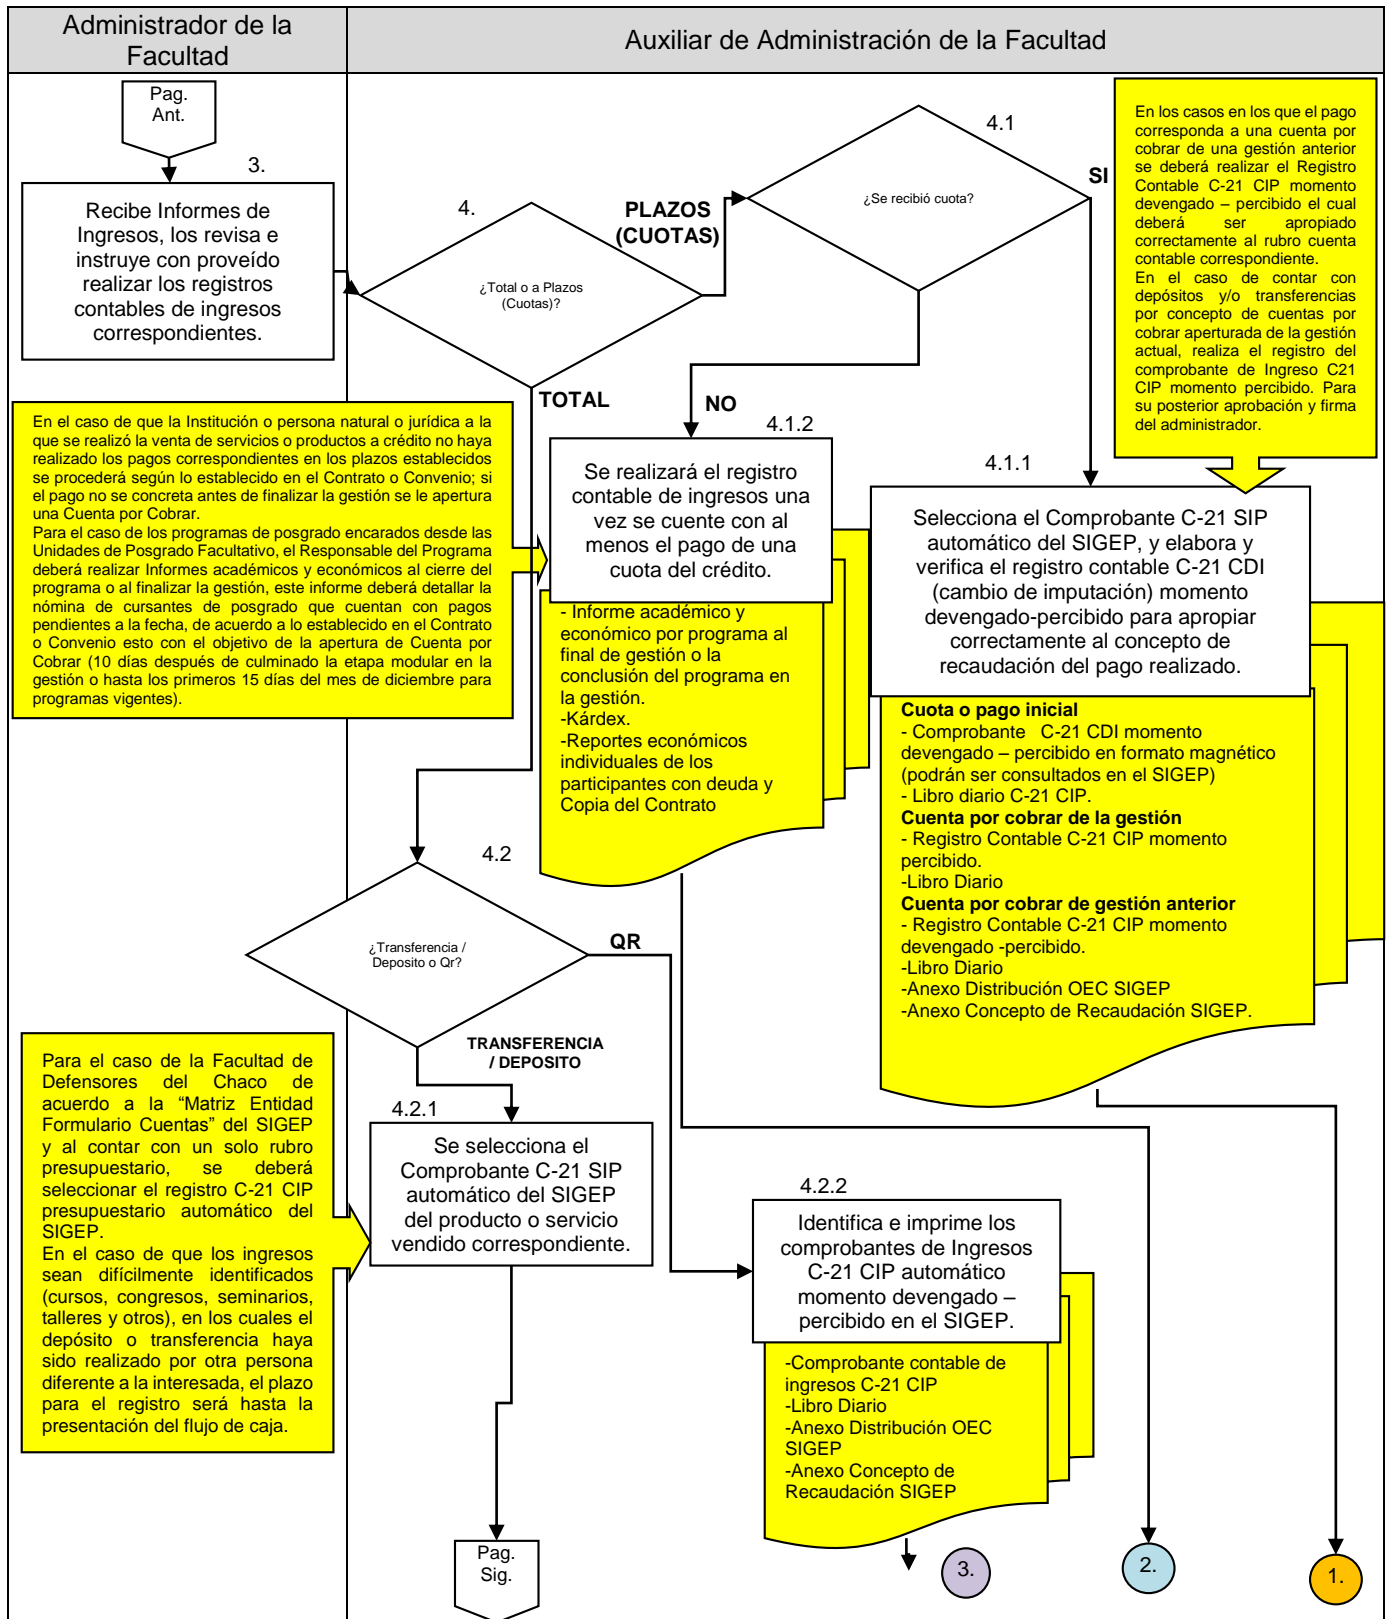 Administrador de la
Facultad
Auxiliar de Administración de la Facultad
Pag.
Ant.
3.
Recibe Informes de
Ingresos, los revisa e
instruye con proveído
realizar los registros
contables de ingresos
correspondientes.
4.
¿Total o a Plazos
(Cuotas)?
PLAZOS
(CUOTAS)
TOTAL
4.1
¿Se recibió cuota?
SI
NO
En los casos en los que el pago
corresponda a una cuenta por
cobrar de una gestión anterior
se deberá realizar el Registro
Contable C-21 CIP momento
devengado – percibido el cual
deberá ser apropiado
correctamente al rubro cuenta
contable correspondiente.
En el caso de contar con
depósitos y/o transferencias
por concepto de cuentas por
cobrar aperturada de la gestión
actual, realiza el registro del
comprobante de Ingreso C21
CIP momento percibido. Para
su posterior aprobación y firma
del administrador.
En el caso de que la Institución o persona natural o jurídica a la
que se realizó la venta de servicios o productos a crédito no haya
realizado los pagos correspondientes en los plazos establecidos
se procederá según lo establecido en el Contrato o Convenio; si
el pago no se concreta antes de finalizar la gestión se le apertura
una Cuenta por Cobrar.
Para el caso de los programas de posgrado encarados desde las
Unidades de Posgrado Facultativo, el Responsable del Programa
deberá realizar Informes académicos y económicos al cierre del
programa o al finalizar la gestión, este informe deberá detallar la
nómina de cursantes de posgrado que cuentan con pagos
pendientes a la fecha, de acuerdo a lo establecido en el Contrato
o Convenio esto con el objetivo de la apertura de Cuenta por
Cobrar (10 días después de culminado la etapa modular en la
gestión o hasta los primeros 15 días del mes de diciembre para
programas vigentes).
4.1.2
Se realizará el registro
contable de ingresos una
vez se cuente con al
menos el pago de una
cuota del crédito.
- Informe académico y
económico por programa al
final de gestión o la
conclusión del programa en
la gestión.
-Kárdex.
-Reportes económicos
individuales de los
participantes con deuda y
Copia del Contrato
4.1.1
Selecciona el Comprobante C-21 SIP
automático del SIGEP, y elabora y
verifica el registro contable C-21 CDI
(cambio de imputación) momento
devengado-percibido para apropiar
correctamente al concepto de
recaudación del pago realizado.
Cuota o pago inicial
- Comprobante C-21 CDI momento
devengado – percibido en formato magnético
(podrán ser consultados en el SIGEP)
- Libro diario C-21 CIP.
Cuenta por cobrar de la gestión
- Registro Contable C-21 CIP momento
percibido.
-Libro Diario
Cuenta por cobrar de gestión anterior
- Registro Contable C-21 CIP momento
devengado -percibido.
-Libro Diario
-Anexo Distribución OEC SIGEP
-Anexo Concepto de Recaudación SIGEP.
4.2
¿Transferencia /
Deposito o Qr?
QR
TRANSFERENCIA
/ DEPOSITO
Para el caso de la Facultad de
Defensores del Chaco de
acuerdo a la “Matriz Entidad
Formulario Cuentas” del SIGEP
y al contar con un solo rubro
presupuestario, se deberá
seleccionar el registro C-21 CIP
presupuestario automático del
SIGEP.
En el caso de que los ingresos
sean difícilmente identificados
(cursos, congresos, seminarios,
talleres y otros), en los cuales el
depósito o transferencia haya
sido realizado por otra persona
diferente a la interesada, el plazo
para el registro será hasta la
presentación del flujo de caja.
4.2.1
Se selecciona el
Comprobante C-21 SIP
automático del SIGEP
del producto o servicio
vendido correspondiente.
4.2.2
Identifica e imprime los
comprobantes de Ingresos
C-21 CIP automático
momento devengado –
percibido en el SIGEP.
-Comprobante contable de
ingresos C-21 CIP
-Libro Diario
-Anexo Distribución OEC
SIGEP
-Anexo Concepto de
Recaudación SIGEP
Pag.
Sig.
3.
2.
1.